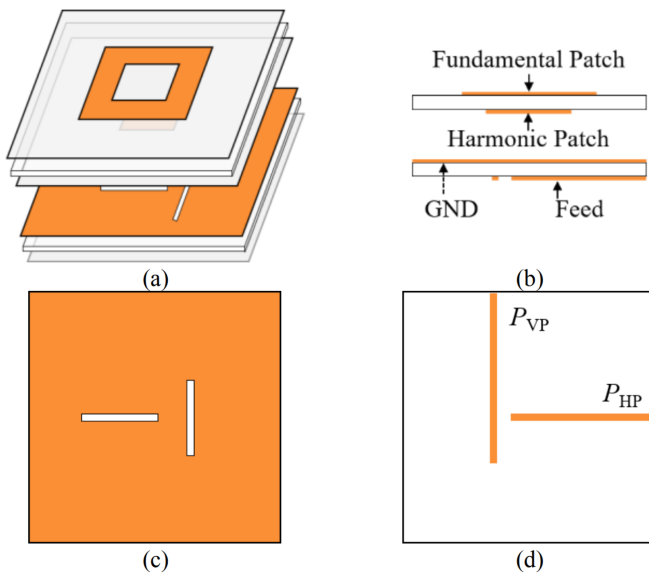 Fundamental Patch
Harmonic Patch
GND
Feed
(a)
(b)
P_VP
P_HP
(c)
(d)